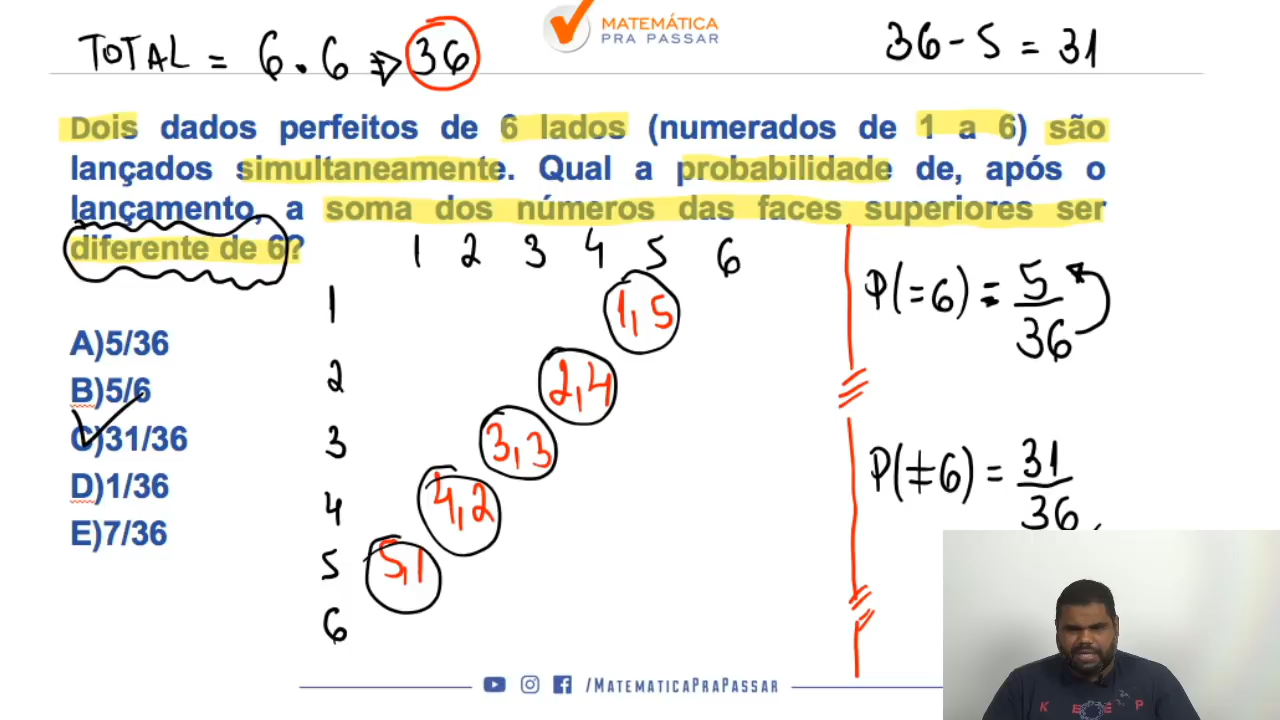 TOTAL = 6 . 6 ⇒ 36
MATEMÁTICA
PRA PASSAR
36 - 5 = 31
Dois dados perfeitos de 6 lados (numerados de 1 a 6) são
lançados simultaneamente. Qual a probabilidade de, após o
lançamento, a soma dos números das faces superiores ser
diferente de 6?
1 2 3 4 5 6
1 1,5
2 2,4
3 3,3
4 4,2
5 5,1
6
A)5/36
B)5/6
C)31/36
D)1/36
E)7/36
P(=6) = 5/36
P(≠6) = 31/36
/MATEMATICAPRAPASSAR
K E E P